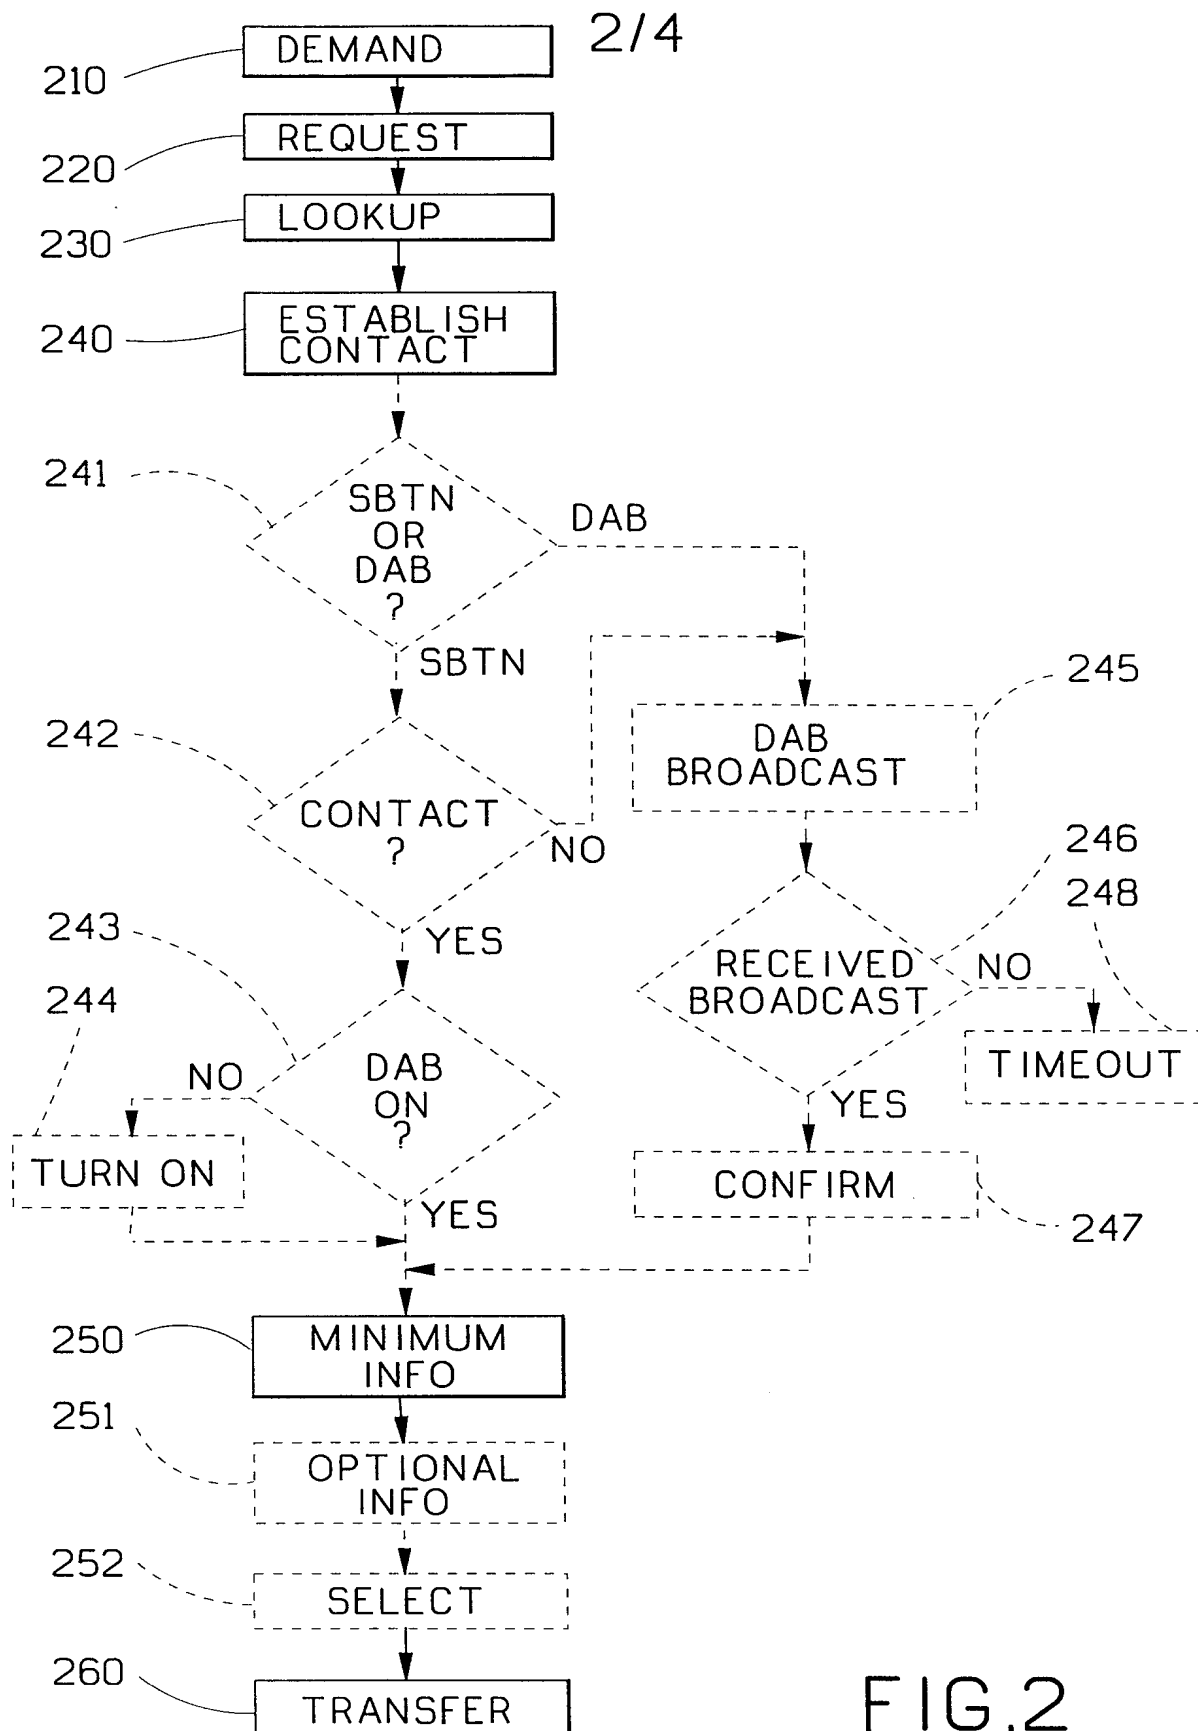 2/4
DEMAND
210
REQUEST
220
LOOKUP
230
ESTABLISH
CONTACT
240
241
SBTN
OR
DAB
?
DAB
SBTN
245
DAB
BROADCAST
242
CONTACT
?
NO
YES
246
248
RECEIVED
BROADCAST
NO
TIMEOUT
YES
243
244
NO
DAB
ON
?
TURN ON
YES
CONFIRM
247
250
MINIMUM
INFO
251
OPTIONAL
INFO
252
SELECT
260
TRANSFER
FIG.2